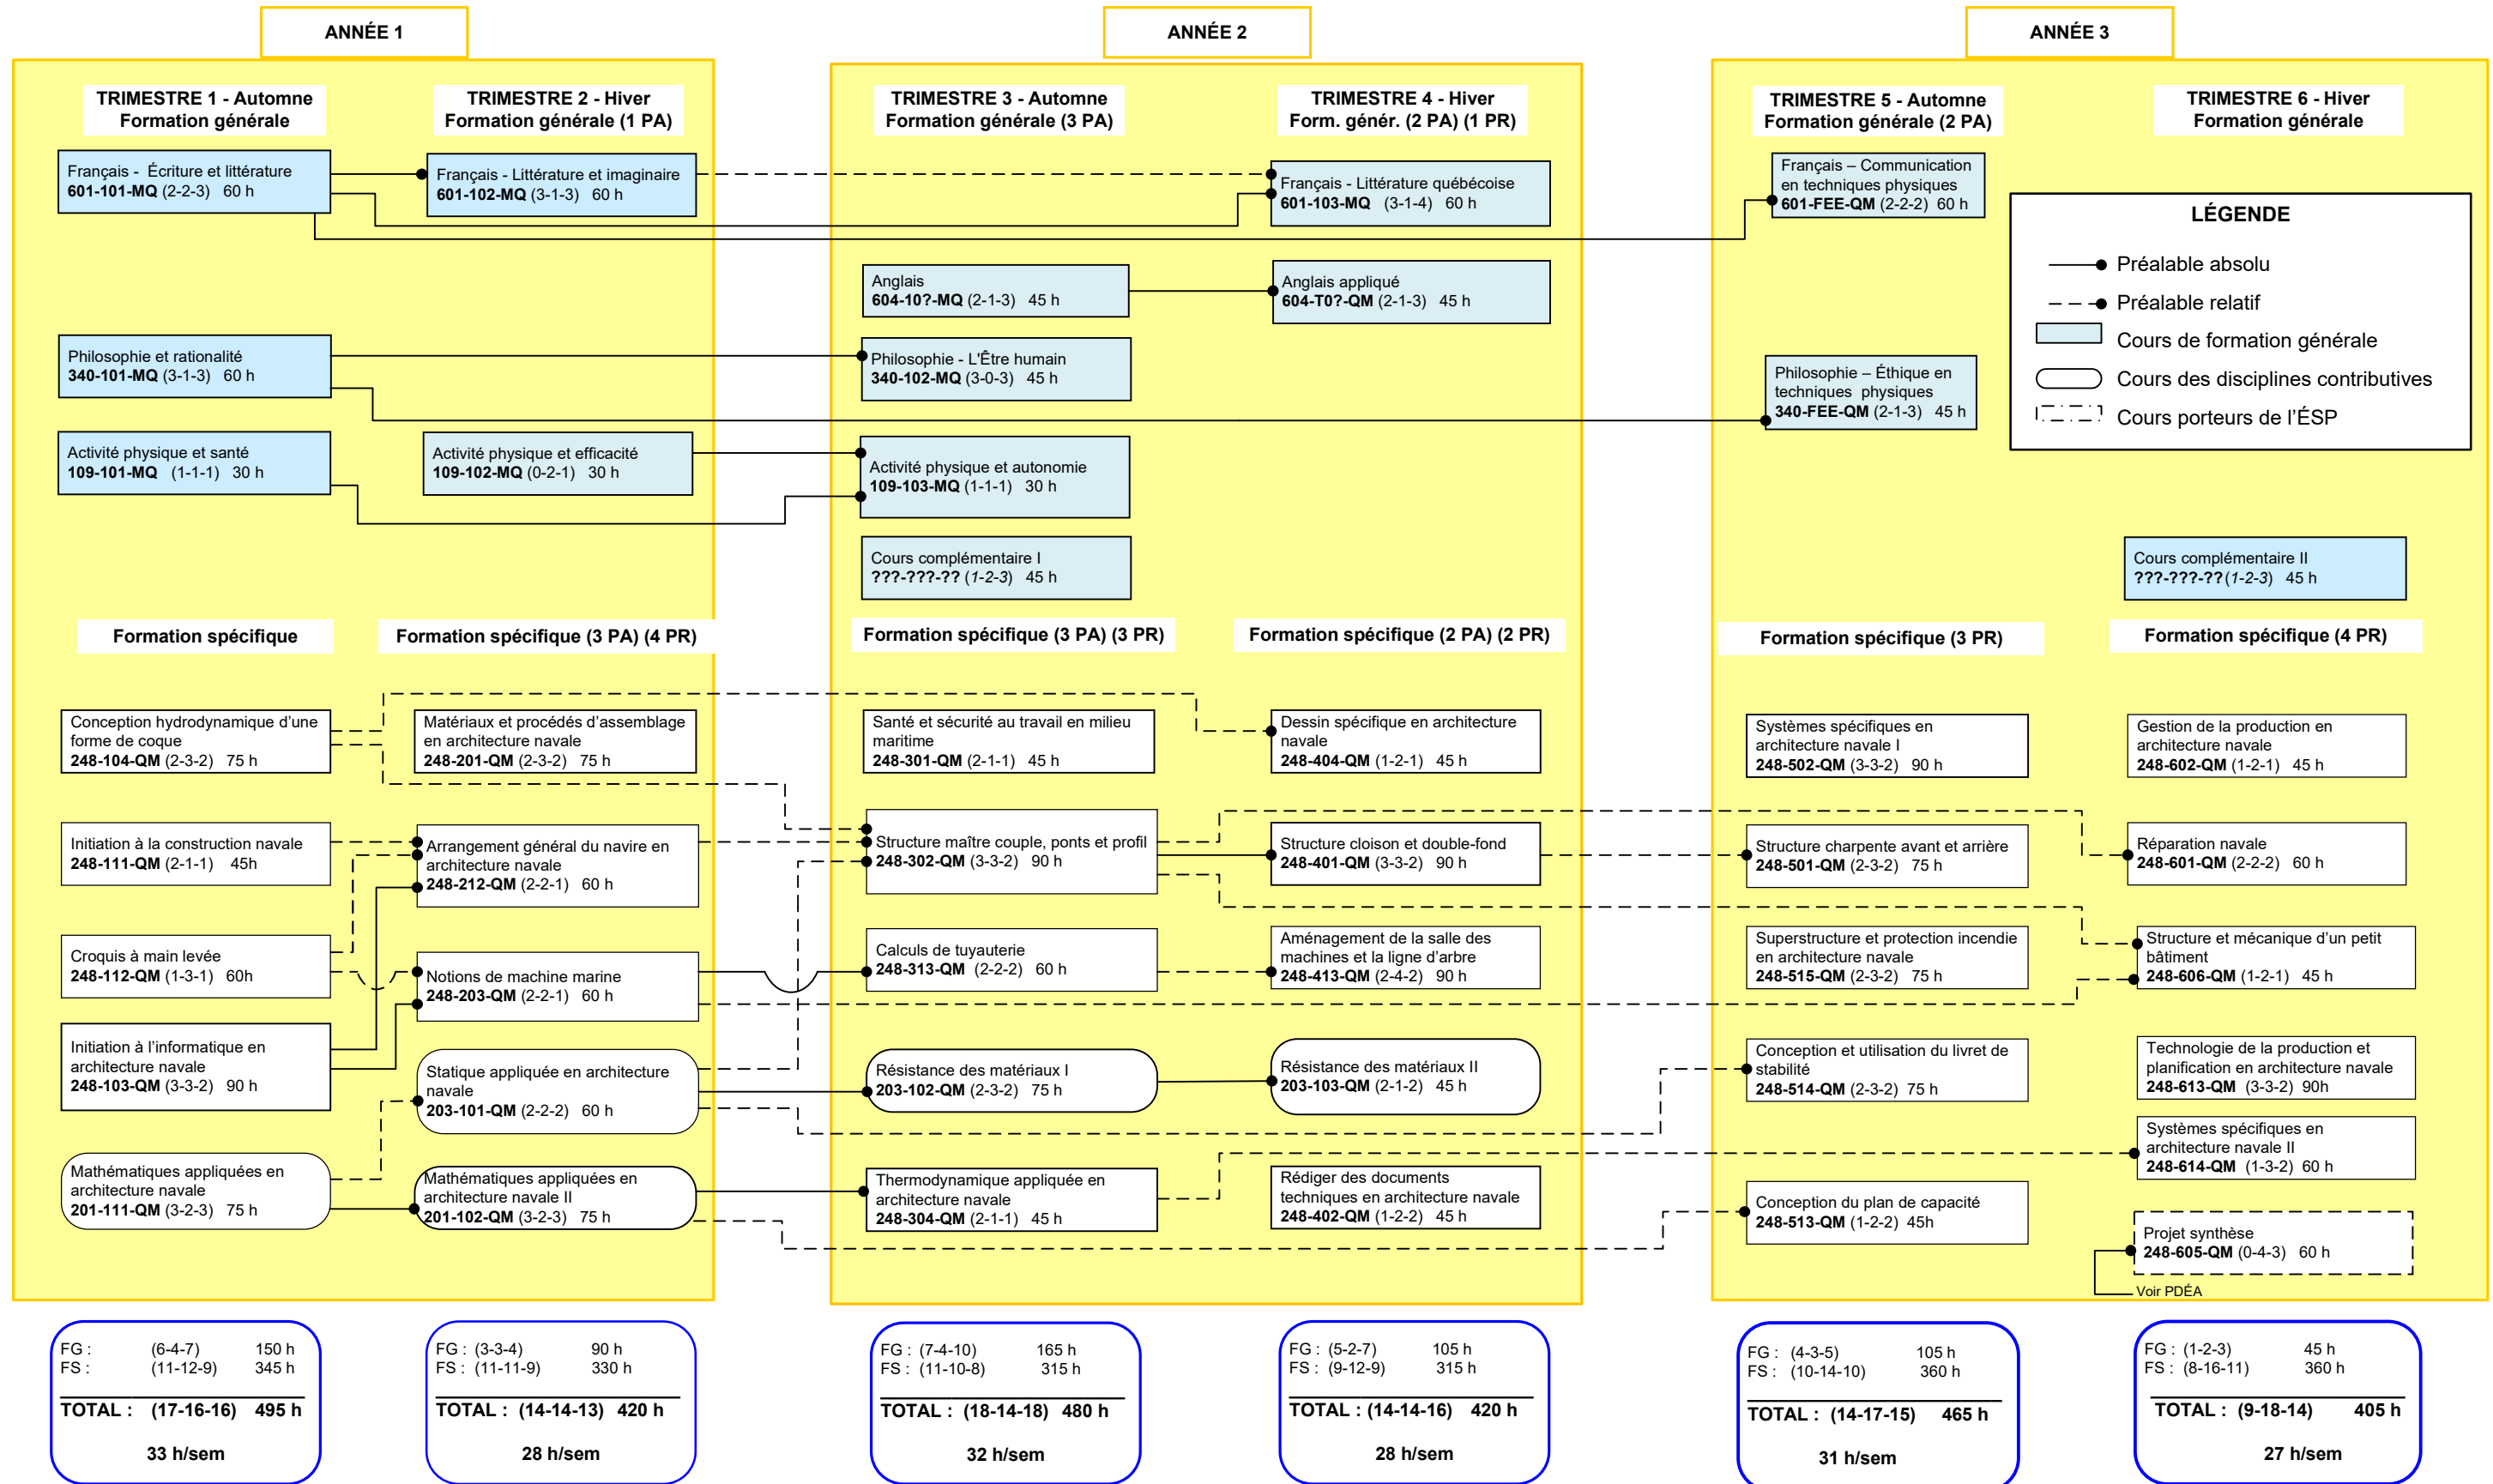 ANNÉE 1
TRIMESTRE 1 - Automne
Formation générale
TRIMESTRE 2 - Hiver
Formation générale (1 PA)
Français - Écriture et littérature
601-101-MQ (2-2-3) 60 h
Français - Littérature et imaginaire
601-102-MQ (3-1-3) 60 h
Philosophie et rationalité
340-101-MQ (3-1-3) 60 h
Activité physique et santé
109-101-MQ (1-1-1) 30 h
Activité physique et efficacité
109-102-MQ (0-2-1) 30 h
Formation spécifique
Formation spécifique (3 PA) (4 PR)
Conception hydrodynamique d'une
forme de coque
248-104-QM (2-3-2) 75 h
Matériaux et procédés d'assemblage
en architecture navale
248-201-QM (2-3-2) 75 h
Initiation à la construction navale
248-111-QM (2-1-1) 45h
Arrangement général du navire en
architecture navale
248-212-QM (2-2-1) 60 h
Croquis à main levée
248-112-QM (1-3-1) 60h
Notions de machine marine
248-203-QM (2-2-1) 60 h
Initiation à l'informatique en
architecture navale
248-103-QM (3-3-2) 90 h
Statique appliquée en architecture
navale
203-101-QM (2-2-2) 60 h
Mathématiques appliquées en
architecture navale
201-111-QM (3-2-3) 75 h
Mathématiques appliquées en
architecture navale II
201-102-QM (3-2-3) 75 h
FG : (6-4-7) 150 h
FS : (11-12-9) 345 h
TOTAL : (17-16-16) 495 h
33 h/sem
FG : (3-3-4) 90 h
FS : (11-11-9) 330 h
TOTAL : (14-14-13) 420 h
28 h/sem
ANNÉE 2
TRIMESTRE 3 - Automne
Formation générale (3 PA)
TRIMESTRE 4 - Hiver
Form. génér. (2 PA) (1 PR)
Français - Littérature québécoise
601-103-MQ (3-1-4) 60 h
Anglais
604-10?-MQ (2-1-3) 45 h
Anglais appliqué
604-T0?-QM (2-1-3) 45 h
Philosophie - L'Être humain
340-102-MQ (3-0-3) 45 h
Activité physique et autonomie
109-103-MQ (1-1-1) 30 h
Cours complémentaire I
???-???-?? (1-2-3) 45 h
Formation spécifique (3 PA) (3 PR)
Formation spécifique (2 PA) (2 PR)
Santé et sécurité au travail en milieu
maritime
248-301-QM (2-1-1) 45 h
Dessin spécifique en architecture
navale
248-404-QM (1-2-1) 45 h
Structure maître couple, ponts et profil
248-302-QM (3-3-2) 90 h
Structure cloison et double-fond
248-401-QM (3-3-2) 90 h
Calculs de tuyauterie
248-313-QM (2-2-2) 60 h
Aménagement de la salle des
machines et la ligne d'arbre
248-413-QM (2-4-2) 90 h
Résistance des matériaux I
203-102-QM (2-3-2) 75 h
Résistance des matériaux II
203-103-QM (2-1-2) 45 h
Thermodynamique appliquée en
architecture navale
248-304-QM (2-1-1) 45 h
Rédiger des documents
techniques en architecture navale
248-402-QM (1-2-2) 45 h
FG : (7-4-10) 165 h
FS : (11-10-8) 315 h
TOTAL : (18-14-18) 480 h
32 h/sem
FG : (5-2-7) 105 h
FS : (9-12-9) 315 h
TOTAL : (14-14-16) 420 h
28 h/sem
ANNÉE 3
TRIMESTRE 5 - Automne
Formation générale (2 PA)
TRIMESTRE 6 - Hiver
Formation générale
Français – Communication
en techniques physiques
601-FEE-QM (2-2-2) 60 h
LÉGENDE
Préalable absolu
Préalable relatif
Cours de formation générale
Cours des disciplines contributives
Cours porteurs de l'ÉSP
Philosophie – Éthique en
techniques physiques
340-FEE-QM (2-1-3) 45 h
Cours complémentaire II
???-???-?? (1-2-3) 45 h
Formation spécifique (3 PR)
Formation spécifique (4 PR)
Systèmes spécifiques en
architecture navale I
248-502-QM (3-3-2) 90 h
Gestion de la production en
architecture navale
248-602-QM (1-2-1) 45 h
Structure charpente avant et arrière
248-501-QM (2-3-2) 75 h
Réparation navale
248-601-QM (2-2-2) 60 h
Superstructure et protection incendie
en architecture navale
248-515-QM (2-3-2) 75 h
Structure et mécanique d'un petit
bâtiment
248-606-QM (1-2-1) 45 h
Conception et utilisation du livret de
stabilité
248-514-QM (2-3-2) 75 h
Technologie de la production et
planification en architecture navale
248-613-QM (3-3-2) 90h
Systèmes spécifiques en
architecture navale II
248-614-QM (1-3-2) 60 h
Conception du plan de capacité
248-513-QM (1-2-2) 45h
Projet synthèse
248-605-QM (0-4-3) 60 h
Voir PDÉA
FG : (4-3-5) 105 h
FS : (10-14-10) 360 h
TOTAL : (14-17-15) 465 h
31 h/sem
FG : (1-2-3) 45 h
FS : (8-16-11) 360 h
TOTAL : (9-18-14) 405 h
27 h/sem